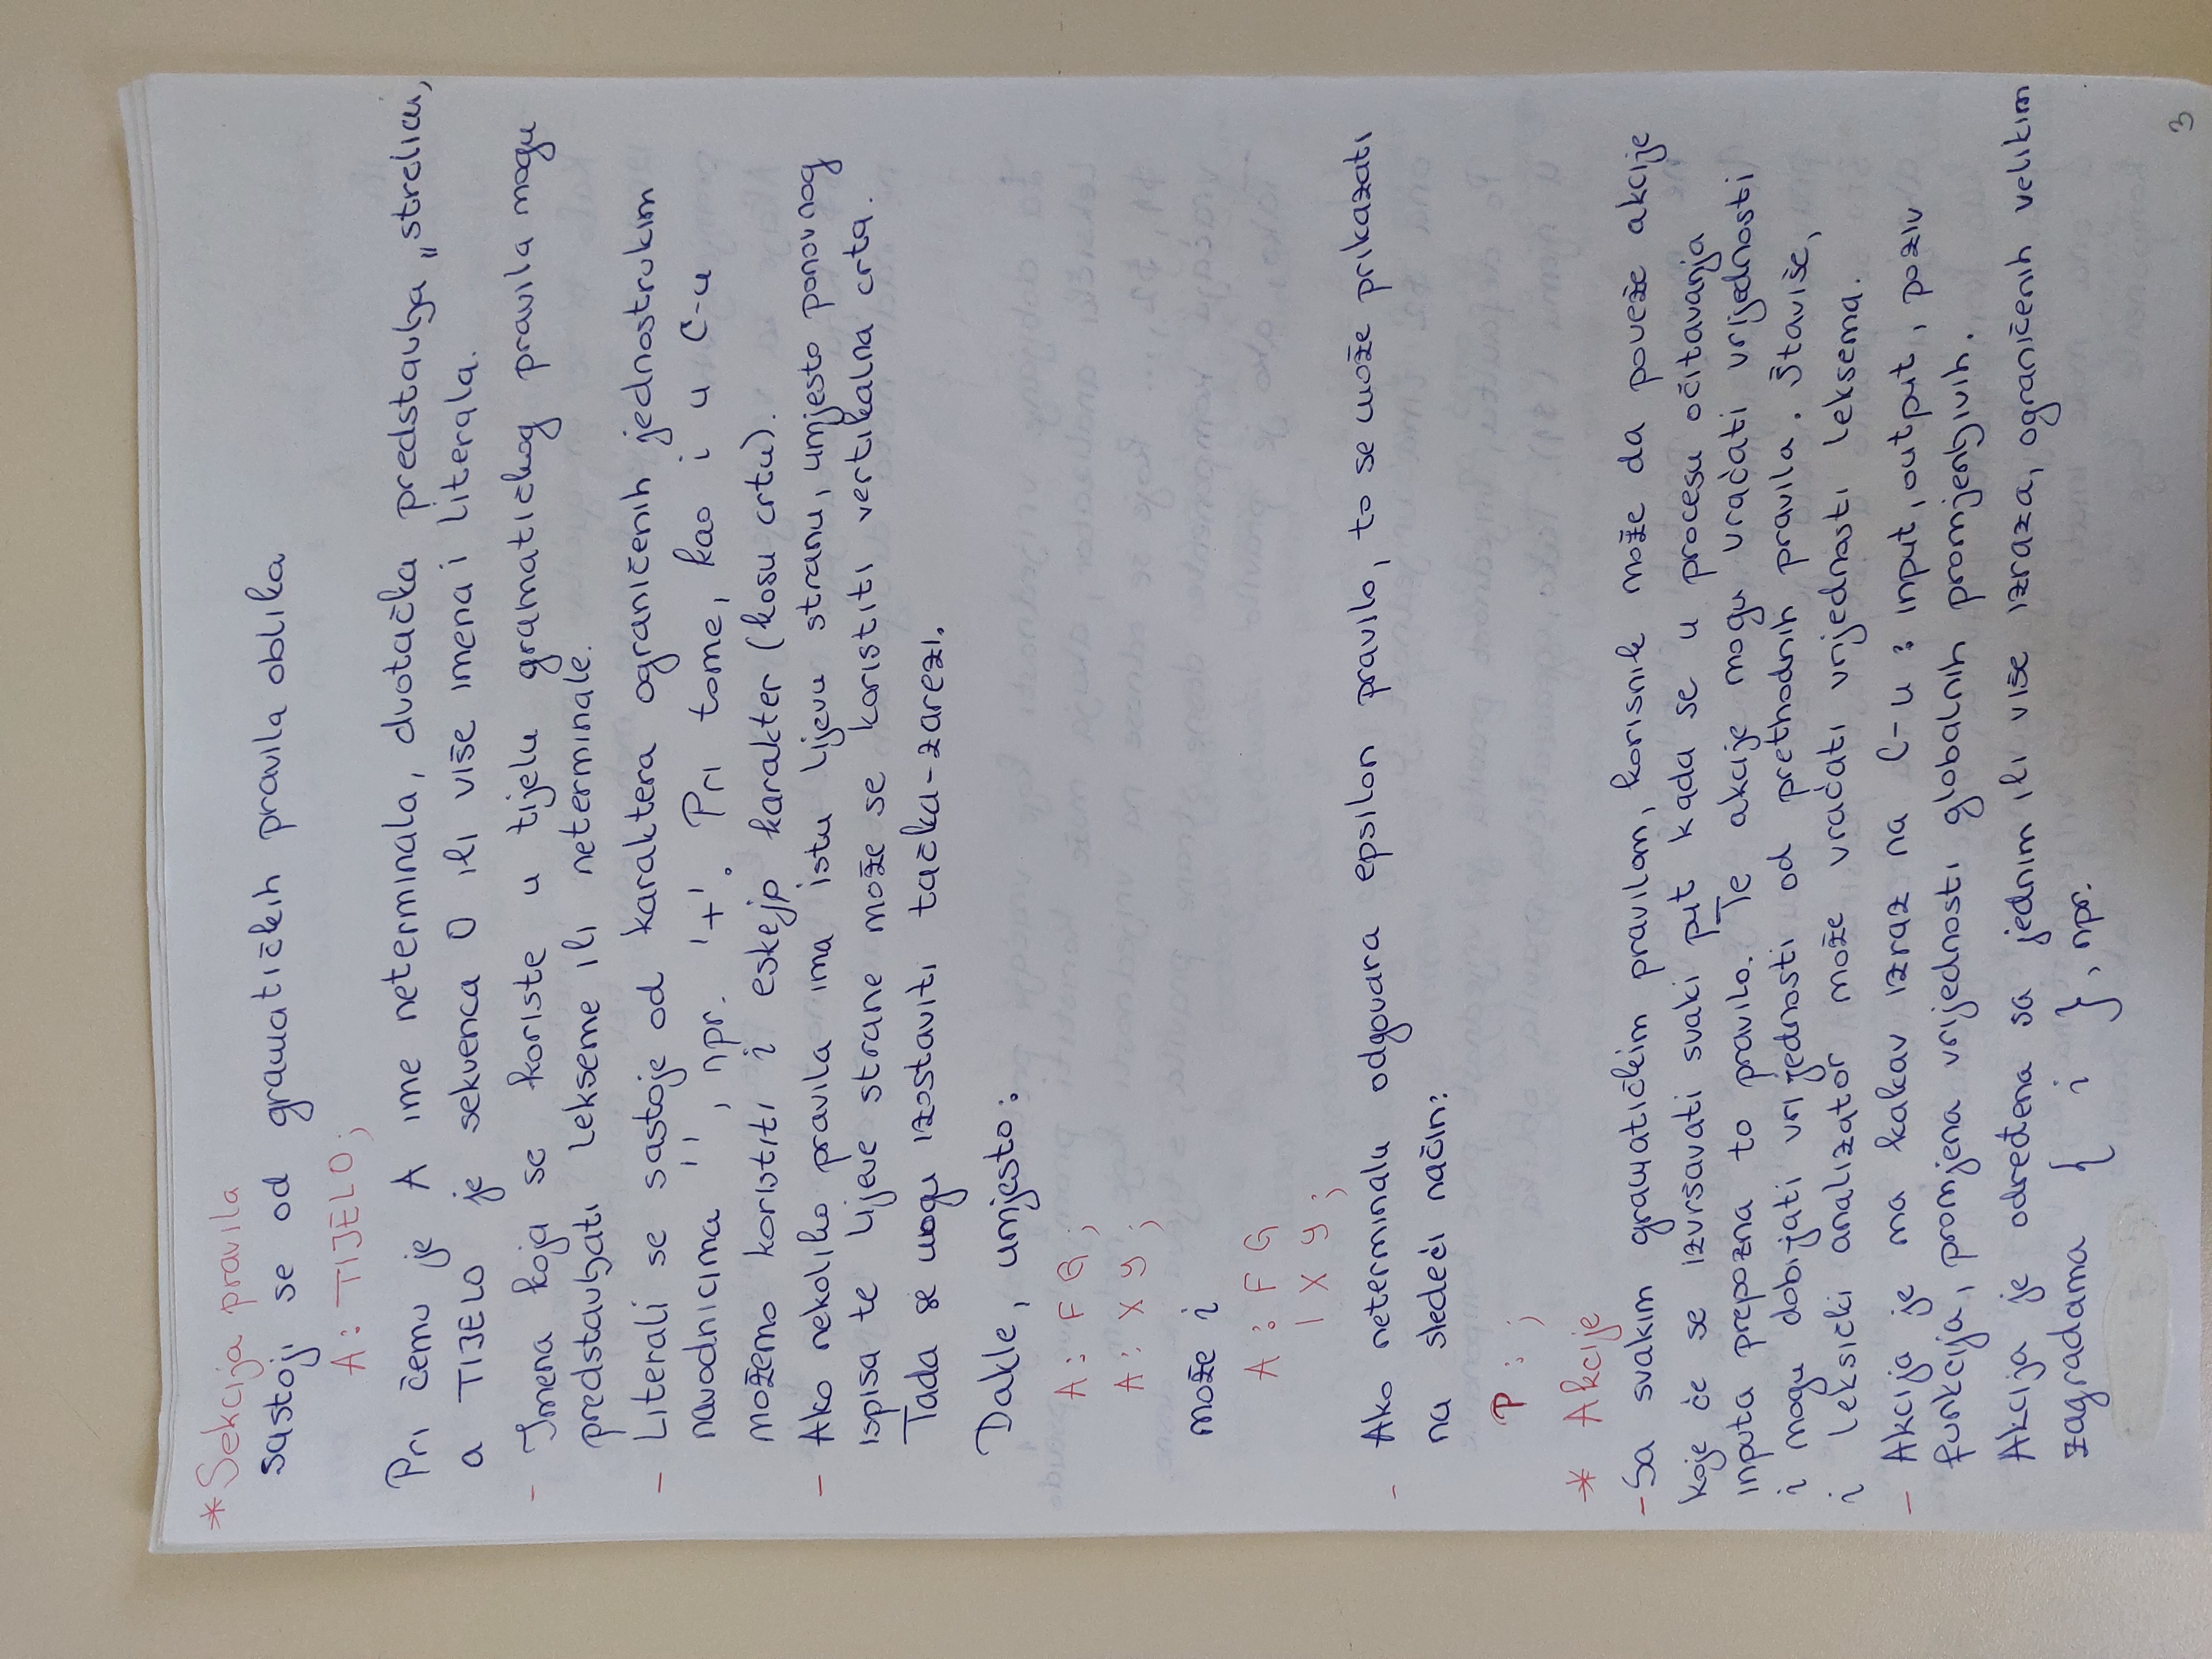 * Sekcija pravila
sastoji se od gramatičkih pravila oblika
A: TIJELO;
Pri čemu je A ime neterminala, dvotačka predstavlja „strelicu,
a TIJELO je sekvenca 0 ili više imena i literala.
- Imena koja se koriste u tijelu gramatičkog pravila mogu
predstavljati lekseme ili neterminale.
- Literali se sastoje od karaktera ograničenih jednostrukim
navodnicima ' ', npr. '+'. Pri tome, kao i u C-u
možemo koristiti i eskejp karakter (kosu crtu).
- Ako nekoliko pravila ima istu lijevu stranu, umjesto ponovnog
ispisa te lijeve strane može se koristiti vertikalna crta.
Tada se mogu izostaviti tačka-zarezi.
Dakle, umjesto:
A: F G;
A: X Y;
može i
A: F G
| X Y;
- Ako neterminalu odgovara epsilon pravilo, to se može prikazati
na sledeći način:
P: ;
* Akcije
- Sa svakim gramatičkim pravilom, korisnik može da poveže akcije
koje će se izvršavati svaki put kada se u procesu očitavanja
inputa prepozna to pravilo. Te akcije mogu vraćati vrijednosti
i mogu dobijati vrijednosti od prethodnih pravila. Štaviše,
i leksički analizator može vraćati vrijednosti leksema.
- Akcija je ma kakav izraz na C-u: input, output, poziv
funkcija, promjena vrijednosti globalnih promjenljivih.
Akcija je određena sa jednim ili više izraza, ograničenih velikim
zagradama { i }, npr.
3